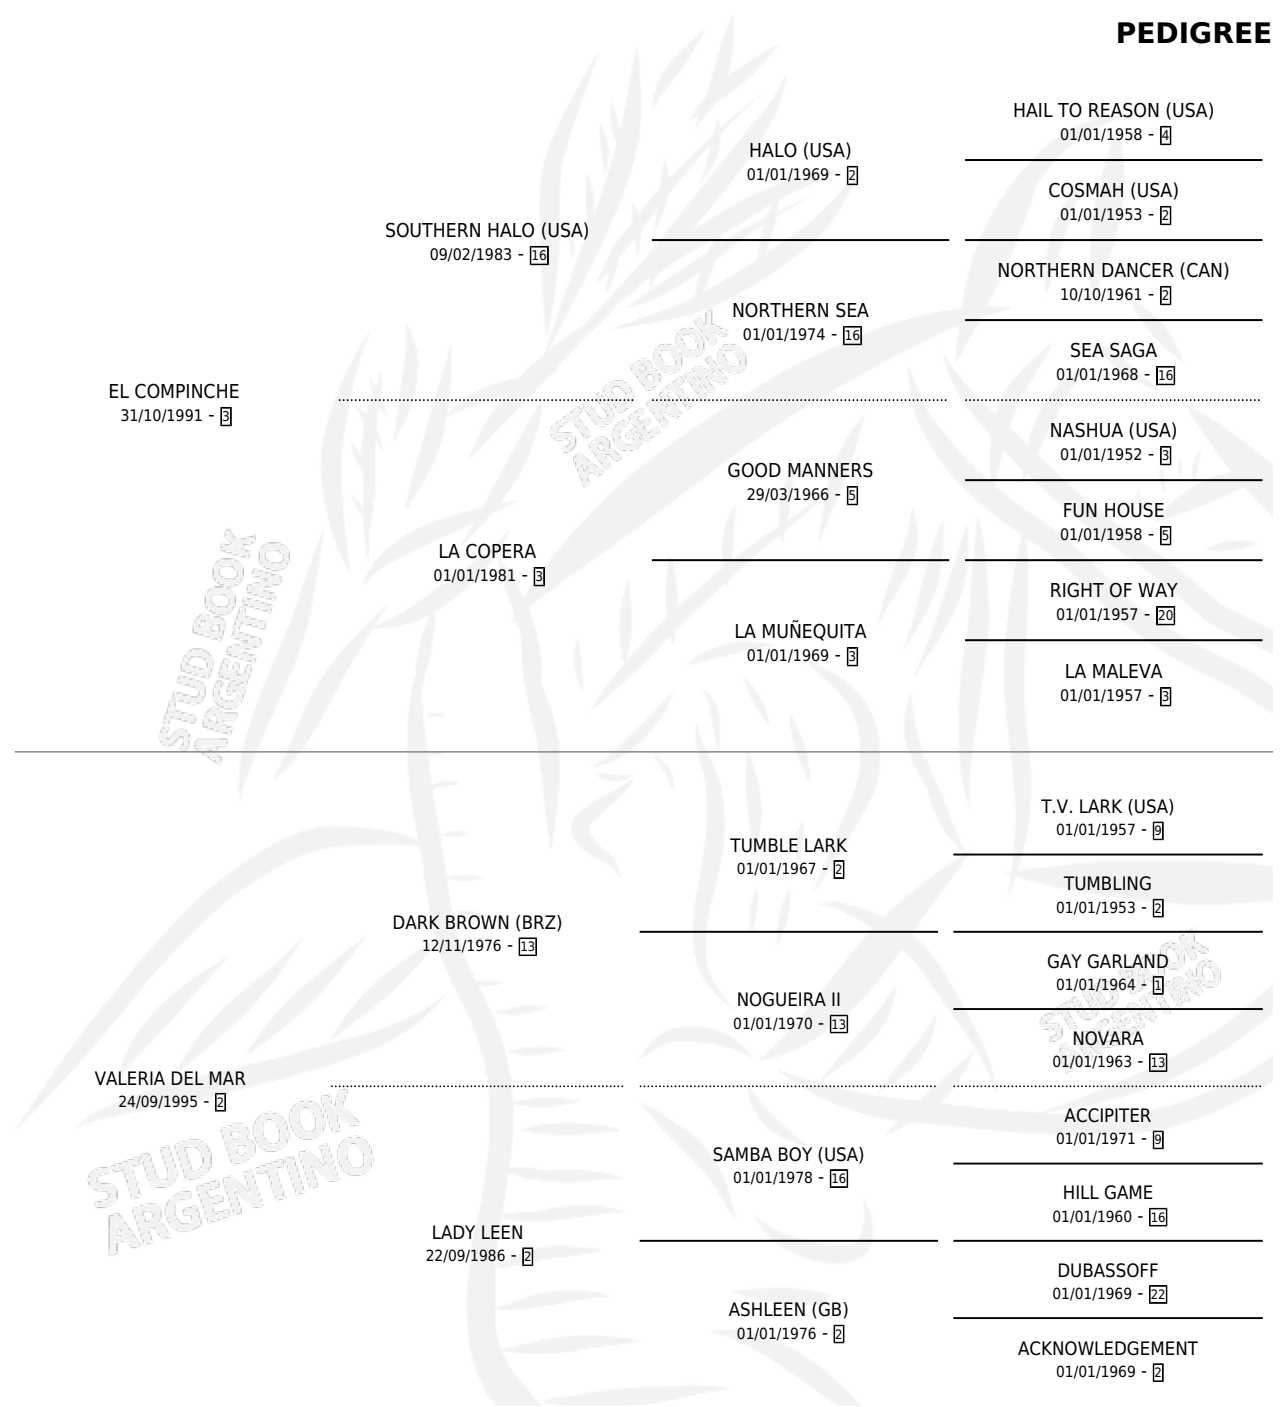 PEDIGREE
HAIL TO REASON (USA)
01/01/1958 - 4
HALO (USA)
01/01/1969 - 2
COSMAH (USA)
01/01/1953 - 2
SOUTHERN HALO (USA)
09/02/1983 - 16
NORTHERN DANCER (CAN)
10/10/1961 - 2
NORTHERN SEA
01/01/1974 - 16
SEA SAGA
01/01/1968 - 16
EL COMPINCHE
31/10/1991 - 3
NASHUA (USA)
01/01/1952 - 3
GOOD MANNERS
29/03/1966 - 5
FUN HOUSE
01/01/1958 - 5
LA COPERA
01/01/1981 - 3
RIGHT OF WAY
01/01/1957 - 20
LA MUÑEQUITA
01/01/1969 - 3
LA MALEVA
01/01/1957 - 3
T.V. LARK (USA)
01/01/1957 - 9
TUMBLE LARK
01/01/1967 - 2
TUMBLING
01/01/1953 - 2
DARK BROWN (BRZ)
12/11/1976 - 13
GAY GARLAND
01/01/1964 - 1
NOGUEIRA II
01/01/1970 - 13
NOVARA
01/01/1963 - 13
VALERIA DEL MAR
24/09/1995 - 2
ACCIPITER
01/01/1971 - 9
SAMBA BOY (USA)
01/01/1978 - 16
HILL GAME
01/01/1960 - 16
LADY LEEN
22/09/1986 - 2
DUBASSOFF
01/01/1969 - 22
ASHLEEN (GB)
01/01/1976 - 2
ACKNOWLEDGEMENT
01/01/1969 - 2
STUD BOOK
ARGENTINO
STUD BOOK
ARGENTINO
STUD BOOK
ARGENTINO
STUD BOOK
ARGENTINO